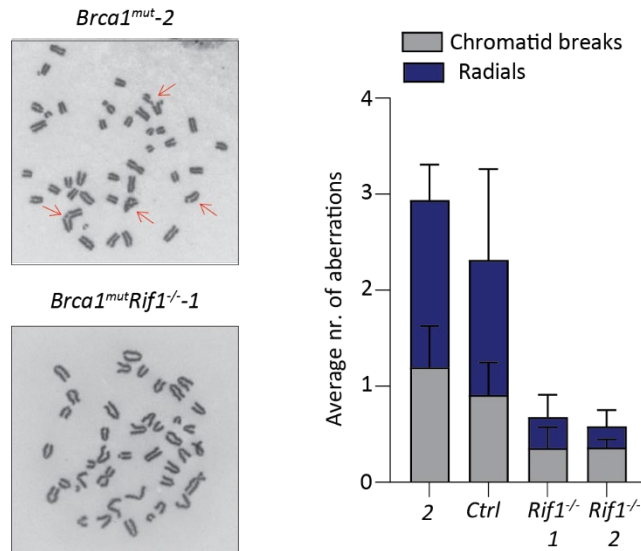 Brca1ᵐᵘᵗ-2
Brca1ᵐᵘᵗRif1⁻/⁻-1
Chromatid breaks
Radials
Average nr. of aberrations
4
3
2
1
0
2
Ctrl
Rif1⁻/⁻
1
Rif1⁻/⁻
2